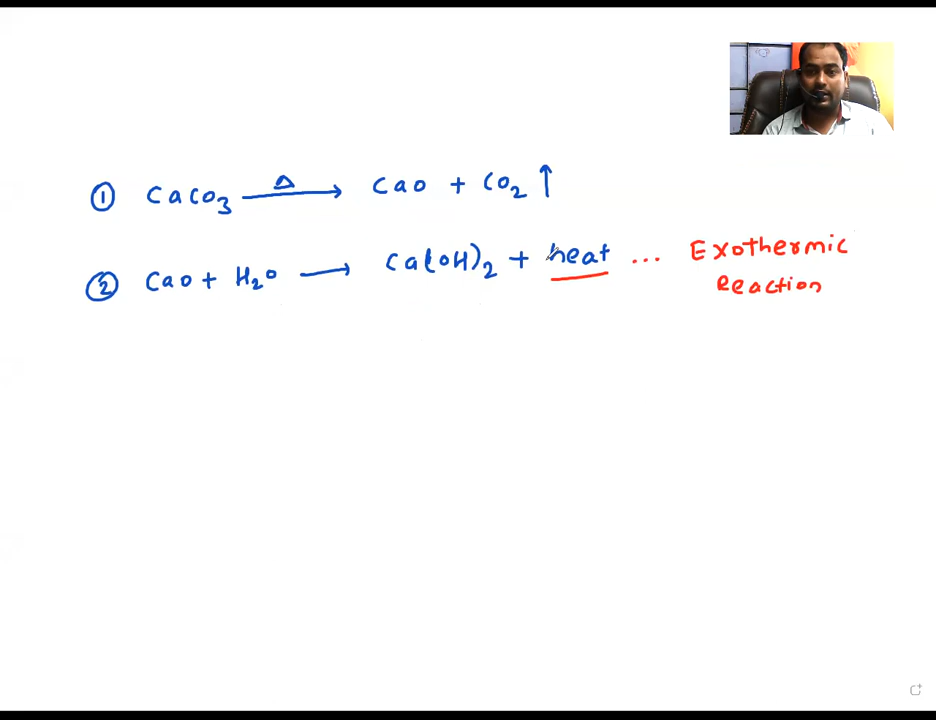 ① CaCO₃ —Δ→ CaO + CO₂ ↑
② CaO + H₂O → Ca(OH)₂ + heat ... Exothermic
Reaction